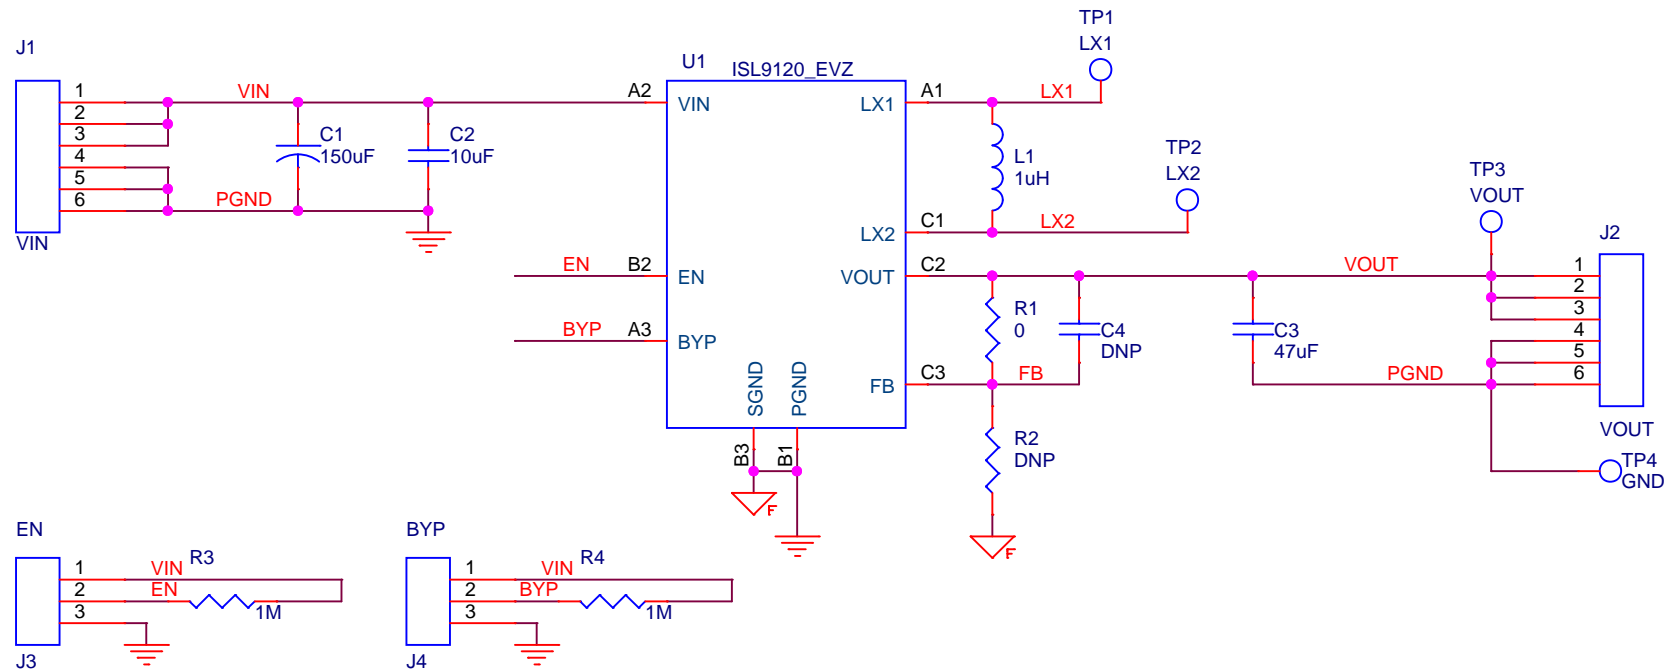 J1
1
2
3
4
5
6
VIN
VIN
PGND
C1
150uF
C2
10uF
U1
ISL9120_EVZ
A2
VIN
EN
B2
EN
BYP
A3
BYP
SGND
PGND
B3
B1
F
LX1
A1
LX1
TP1
LX1
L1
1uH
TP2
LX2
LX2
C1
LX2
VOUT
C2
VOUT
TP3
VOUT
R1
0
C4
DNP
C3
47uF
FB
C3
FB
PGND
R2
DNP
F
J2
1
2
3
4
5
6
VOUT
TP4
GND
EN
1
2
3
VIN
EN
R3
1M
J3
BYP
1
2
3
VIN
BYP
R4
1M
J4